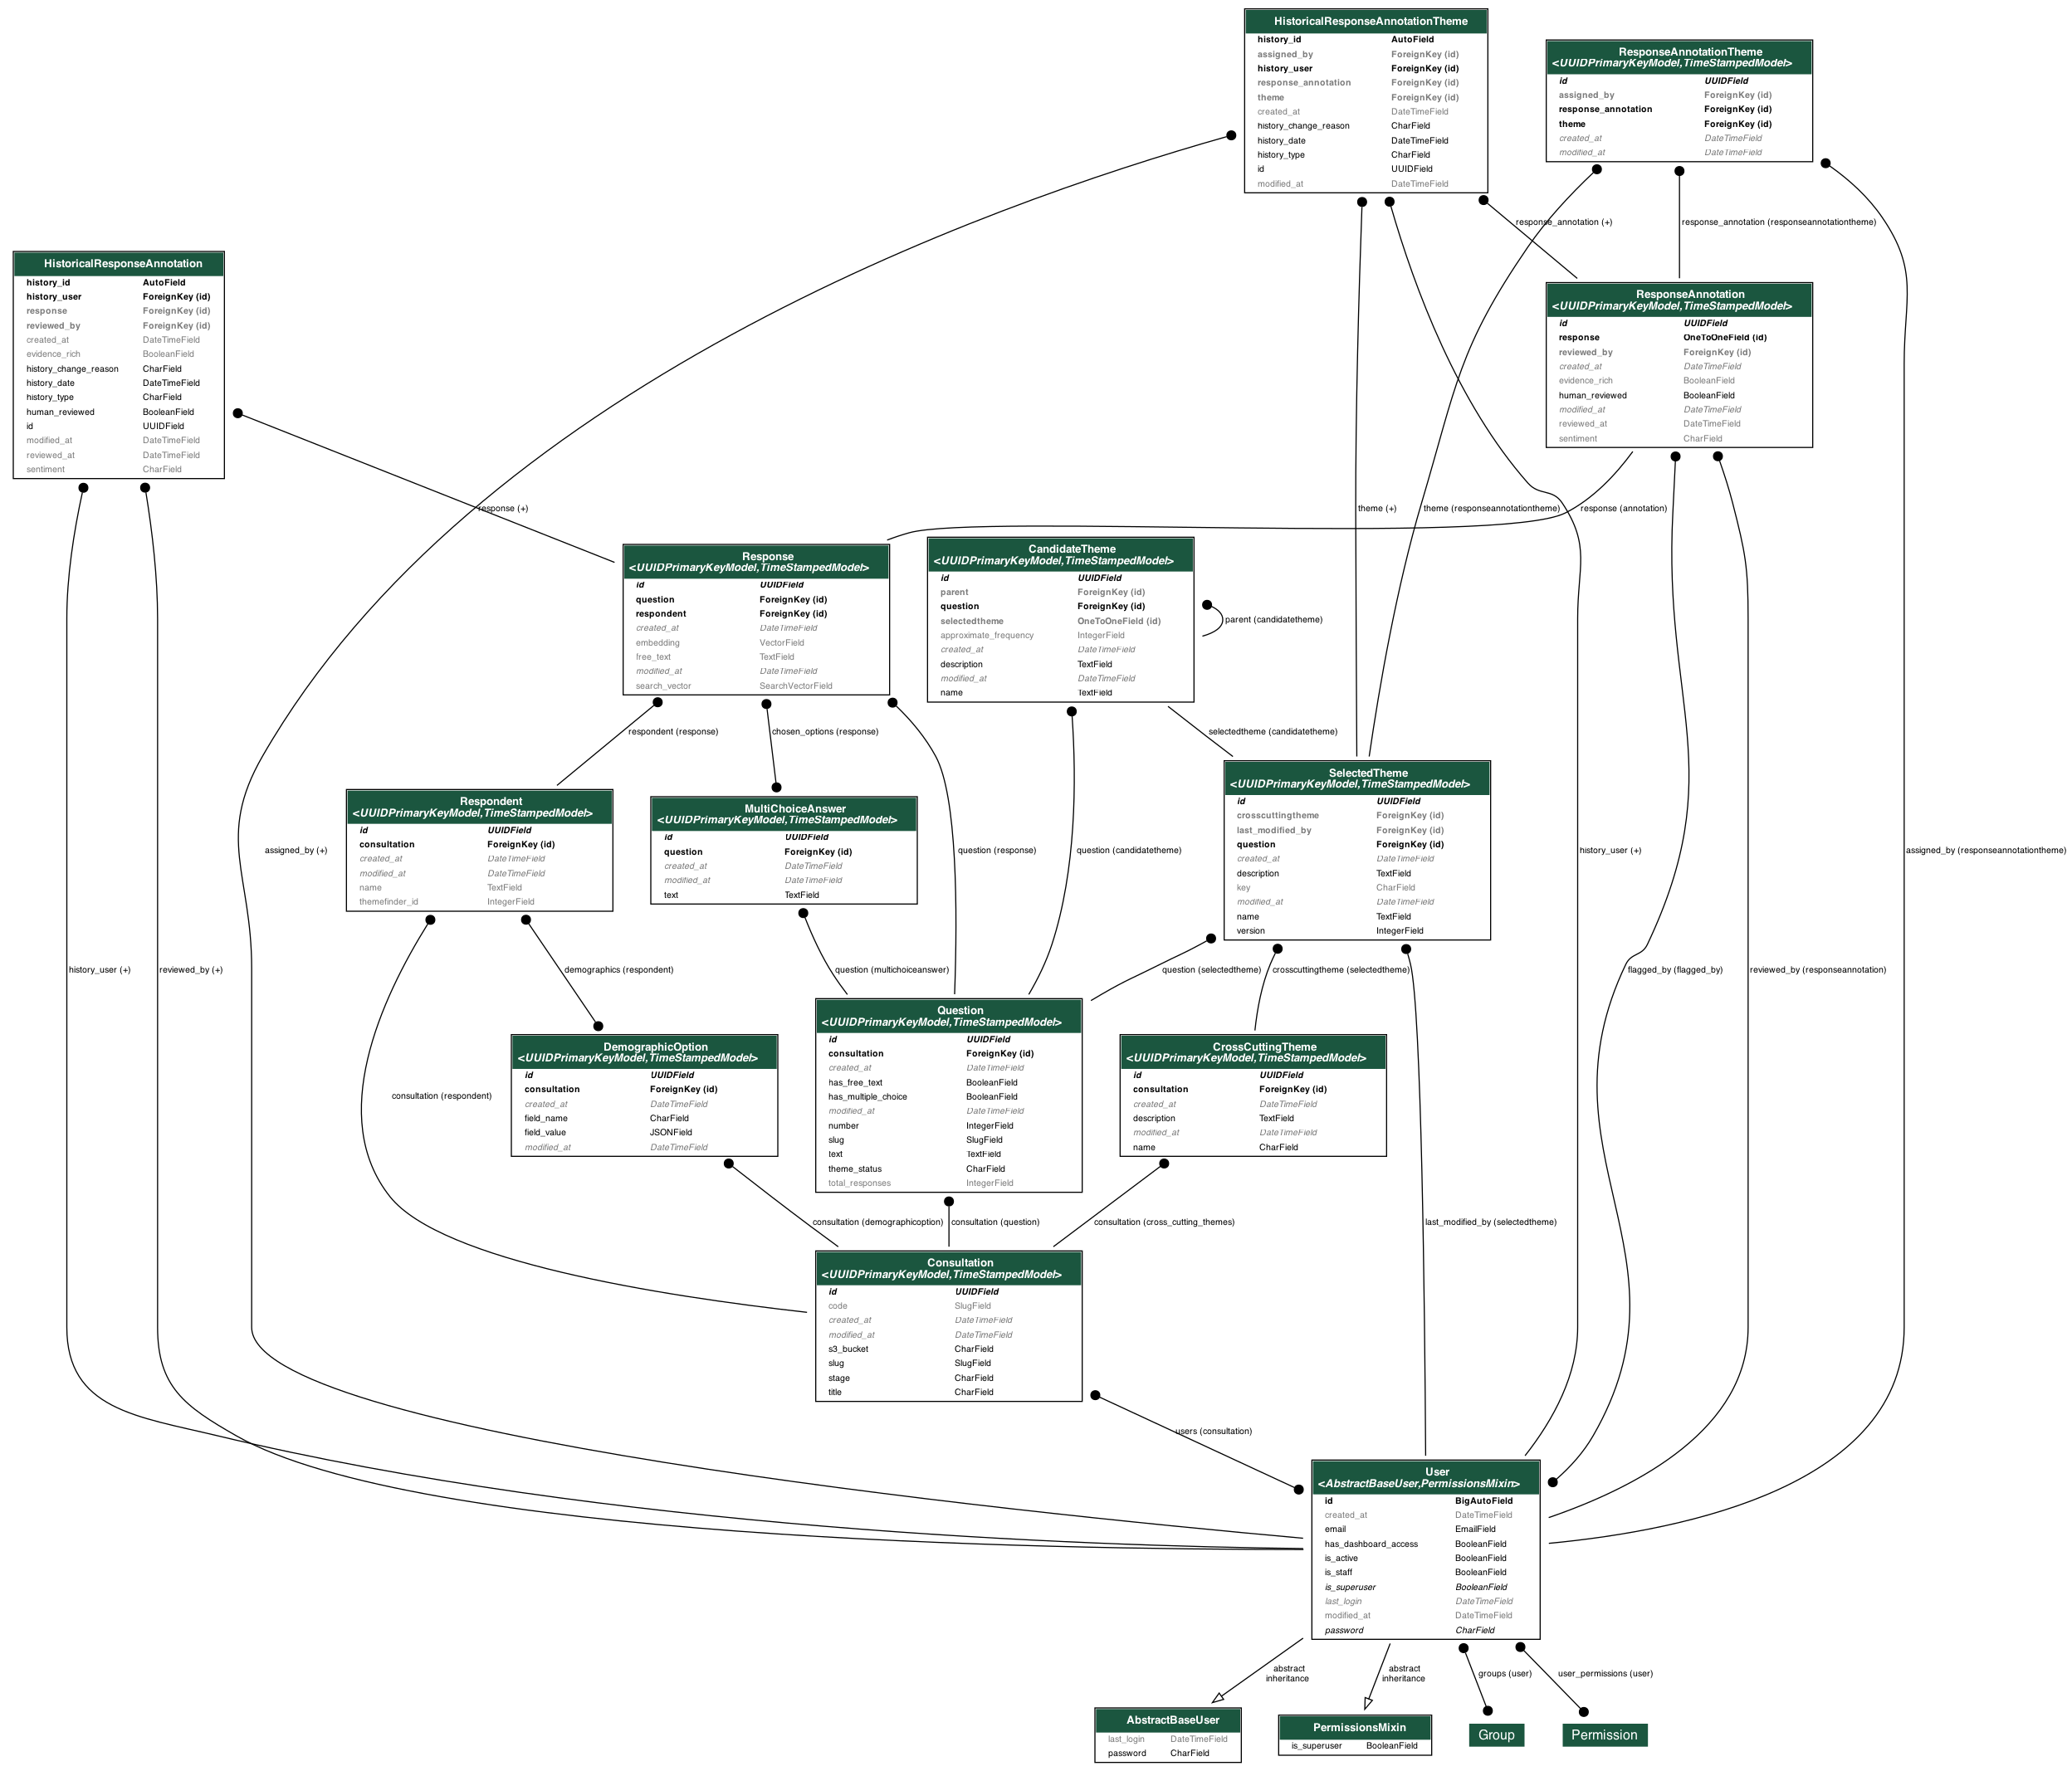 HistoricalResponseAnnotationTheme
history_id AutoField
assigned_by ForeignKey (id)
history_user ForeignKey (id)
response_annotation ForeignKey (id)
theme ForeignKey (id)
created_at DateTimeField
history_change_reason CharField
history_date DateTimeField
history_type CharField
id UUIDField
modified_at DateTimeField
ResponseAnnotationTheme
<UUIDPrimaryKeyModel,TimeStampedModel>
id UUIDField
assigned_by ForeignKey (id)
response_annotation ForeignKey (id)
theme ForeignKey (id)
created_at DateTimeField
modified_at DateTimeField
response_annotation (+)
response_annotation (responseannotationtheme)
HistoricalResponseAnnotation
history_id AutoField
history_user ForeignKey (id)
response ForeignKey (id)
reviewed_by ForeignKey (id)
created_at DateTimeField
evidence_rich BooleanField
history_change_reason CharField
history_date DateTimeField
history_type CharField
human_reviewed BooleanField
id UUIDField
modified_at DateTimeField
reviewed_at DateTimeField
sentiment CharField
ResponseAnnotation
<UUIDPrimaryKeyModel,TimeStampedModel>
id UUIDField
response OneToOneField (id)
reviewed_by ForeignKey (id)
created_at DateTimeField
evidence_rich BooleanField
human_reviewed BooleanField
modified_at DateTimeField
reviewed_at DateTimeField
sentiment CharField
response (+)
theme (+)
theme (responseannotationtheme)
response (annotation)
Response
<UUIDPrimaryKeyModel,TimeStampedModel>
id UUIDField
question ForeignKey (id)
respondent ForeignKey (id)
created_at DateTimeField
embedding VectorField
free_text TextField
modified_at DateTimeField
search_vector SearchVectorField
CandidateTheme
<UUIDPrimaryKeyModel,TimeStampedModel>
id UUIDField
parent ForeignKey (id)
question ForeignKey (id)
selectedtheme OneToOneField (id)
approximate_frequency IntegerField
created_at DateTimeField
description TextField
modified_at DateTimeField
name TextField
parent (candidatetheme)
respondent (response)
chosen_options (response)
selectedtheme (candidatetheme)
Respondent
<UUIDPrimaryKeyModel,TimeStampedModel>
id UUIDField
consultation ForeignKey (id)
created_at DateTimeField
modified_at DateTimeField
name TextField
themefinder_id IntegerField
MultiChoiceAnswer
<UUIDPrimaryKeyModel,TimeStampedModel>
id UUIDField
question ForeignKey (id)
created_at DateTimeField
modified_at DateTimeField
text TextField
SelectedTheme
<UUIDPrimaryKeyModel,TimeStampedModel>
id UUIDField
crosscuttingtheme ForeignKey (id)
last_modified_by ForeignKey (id)
question ForeignKey (id)
created_at DateTimeField
description TextField
key CharField
modified_at DateTimeField
name TextField
version IntegerField
assigned_by (+)
question (response)
question (candidatetheme)
history_user (+)
assigned_by (responseannotationtheme)
history_user (+)
reviewed_by (+)
demographics (respondent)
question (multichoiceanswer)
question (selectedtheme)
crosscuttingtheme (selectedtheme)
flagged_by (flagged_by)
reviewed_by (responseannotation)
DemographicOption
<UUIDPrimaryKeyModel,TimeStampedModel>
id UUIDField
consultation ForeignKey (id)
created_at DateTimeField
field_name CharField
field_value JSONField
modified_at DateTimeField
Question
<UUIDPrimaryKeyModel,TimeStampedModel>
id UUIDField
consultation ForeignKey (id)
created_at DateTimeField
has_free_text BooleanField
has_multiple_choice BooleanField
modified_at DateTimeField
number IntegerField
slug SlugField
text TextField
theme_status CharField
total_responses IntegerField
CrossCuttingTheme
<UUIDPrimaryKeyModel,TimeStampedModel>
id UUIDField
consultation ForeignKey (id)
created_at DateTimeField
description TextField
modified_at DateTimeField
name CharField
consultation (respondent)
consultation (demographicoption)
consultation (question)
consultation (cross_cutting_themes)
last_modified_by (selectedtheme)
Consultation
<UUIDPrimaryKeyModel,TimeStampedModel>
id UUIDField
code SlugField
created_at DateTimeField
modified_at DateTimeField
s3_bucket CharField
slug SlugField
stage CharField
title CharField
users (consultation)
User
<AbstractBaseUser,PermissionsMixin>
id BigAutoField
created_at DateTimeField
email EmailField
has_dashboard_access BooleanField
is_active BooleanField
is_staff BooleanField
is_superuser BooleanField
last_login DateTimeField
modified_at DateTimeField
password CharField
abstract
inheritance
abstract
inheritance
groups (user)
user_permissions (user)
AbstractBaseUser
last_login DateTimeField
password CharField
PermissionsMixin
is_superuser BooleanField
Group
Permission